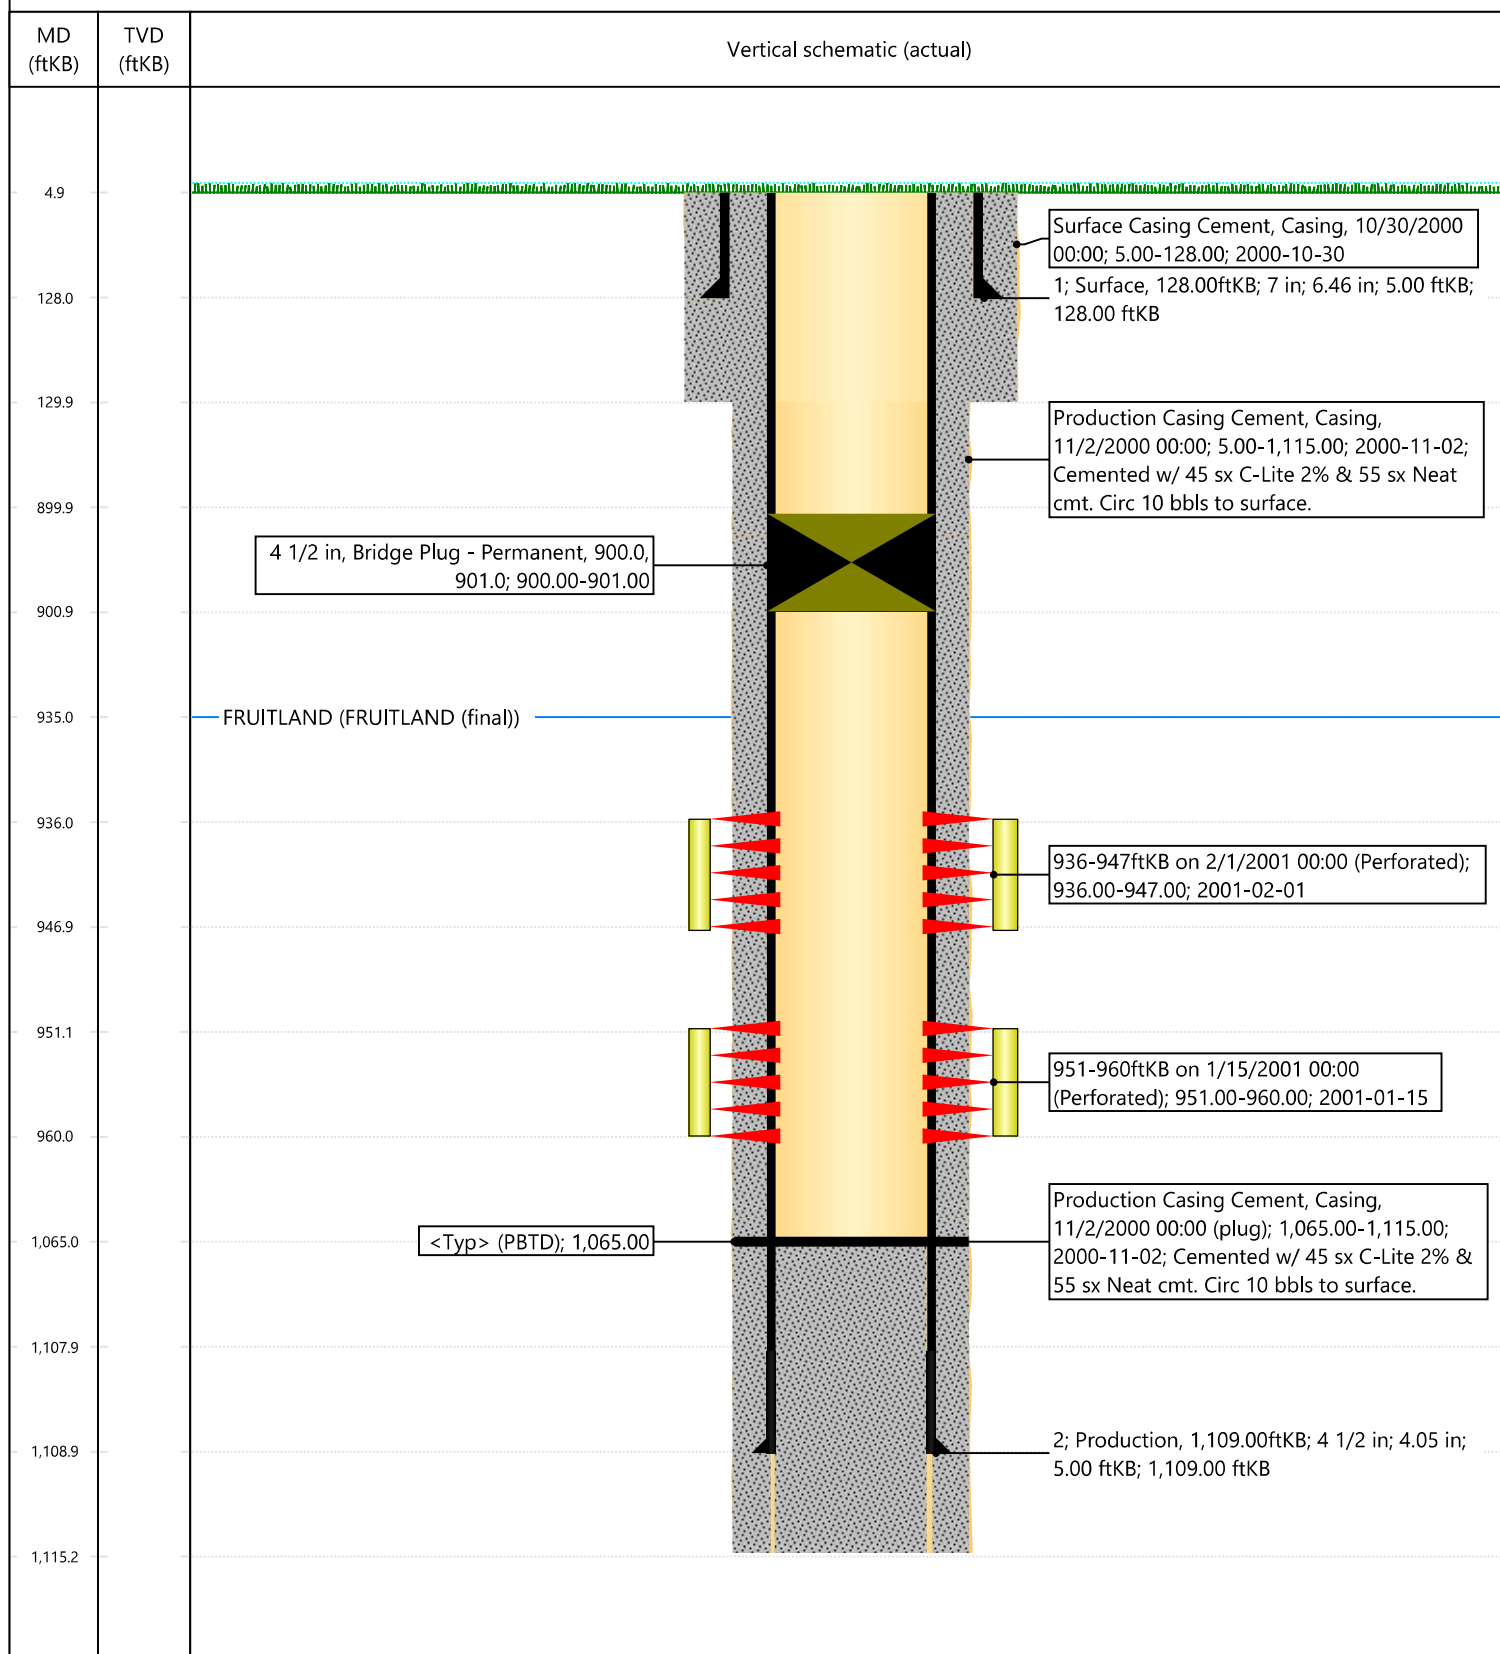 MD
(ftKB)
TVD
(ftKB)
Vertical schematic (actual)
4.9
Surface Casing Cement, Casing, 10/30/2000
00:00; 5.00-128.00; 2000-10-30
128.0
1; Surface, 128.00ftKB; 7 in; 6.46 in; 5.00 ftKB;
128.00 ftKB
129.9
Production Casing Cement, Casing,
11/2/2000 00:00; 5.00-1,115.00; 2000-11-02;
Cemented w/ 45 sx C-Lite 2% & 55 sx Neat
cmt. Circ 10 bbls to surface.
899.9
4 1/2 in, Bridge Plug - Permanent, 900.0,
901.0; 900.00-901.00
900.9
935.0
FRUITLAND (FRUITLAND (final))
936.0
936-947ftKB on 2/1/2001 00:00 (Perforated);
936.00-947.00; 2001-02-01
946.9
951.1
951-960ftKB on 1/15/2001 00:00
(Perforated); 951.00-960.00; 2001-01-15
960.0
1,065.0
<Typ> (PBTD); 1,065.00
Production Casing Cement, Casing,
11/2/2000 00:00 (plug); 1,065.00-1,115.00;
2000-11-02; Cemented w/ 45 sx C-Lite 2% &
55 sx Neat cmt. Circ 10 bbls to surface.
1,107.9
1,108.9
2; Production, 1,109.00ftKB; 4 1/2 in; 4.05 in;
5.00 ftKB; 1,109.00 ftKB
1,115.2